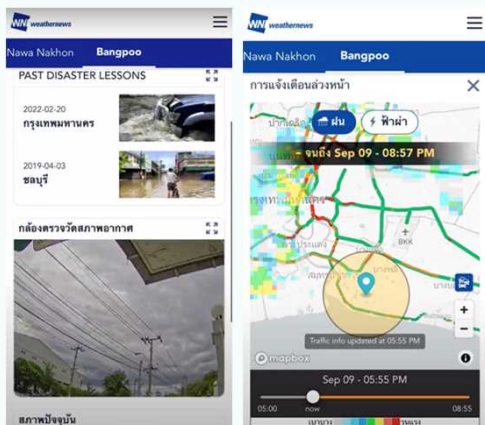 WNI weathernews
Nawa Nakhon Bangpoo
PAST DISASTER LESSONS
2022-02-20
กรุงเทพมหานคร
2019-04-03
ชลบุรี
กล้องตรวจวัดสภาพอากาศ
สภาพปัจจุบัน
WNI weathernews
Nawa Nakhon Bangpoo
การแจ้งเตือนล่วงหน้า
ฝน
ฟ้าผ่า
จนถึง Sep 09 - 08:57 PM
BKK
Traffic info updated at 05:55 PM
mapbox
Sep 09 - 05:55 PM
05:00 now 08:55